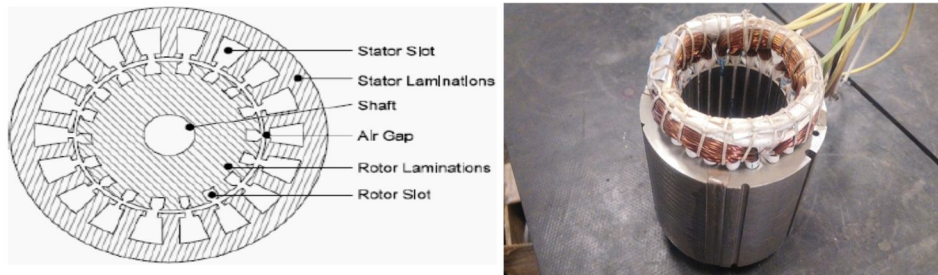 Stator Slot
Stator Laminations
Shaft
Air Gap
Rotor Laminations
Rotor Slot